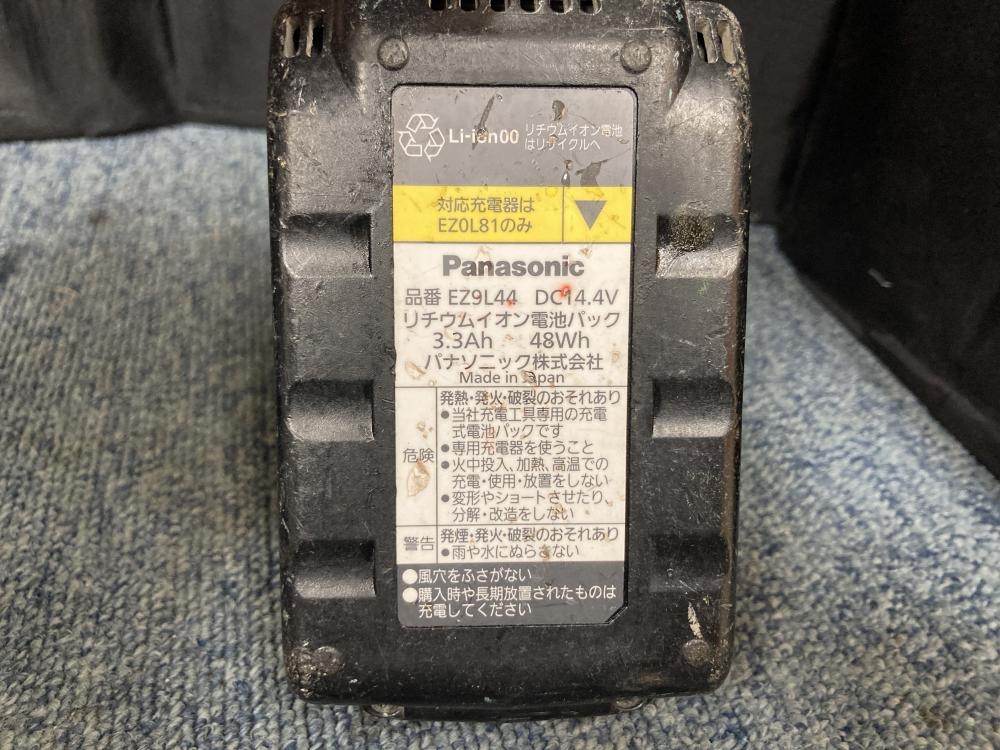 Li-ion00 リチウムイオン電池
はリサイクルへ
対応充電器は
EZ0L81のみ
Panasonic
品番 EZ9L44 DC14.4V
リチウムイオン電池パック
3.3Ah 48Wh
パナソニック株式会社
Made in Japan
危険
発熱・発火・破裂のおそれあり
●当社充電工具専用の充電
式電池パックです
●専用充電器を使うこと
●火中投入、加熱、高温での
充電・使用・放置をしない
●変形やショートさせたり、
分解・改造をしない
警告
発煙・発火・破裂のおそれあり
●雨や水にぬらさない
●風穴をふさがない
●購入時や長期放置されたものは
充電してください